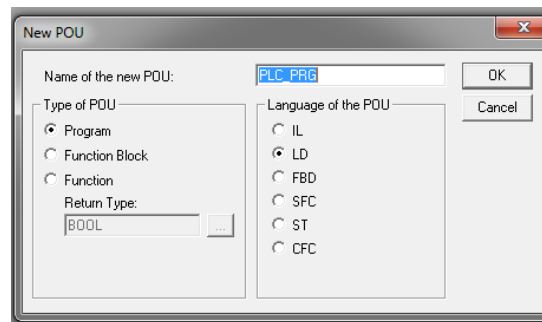 New POU
Name of the new POU: PLC_PRG OK
Type of POU Language of the POU Cancel
Program IL
Function Block LD
Function FBD
Return Type: SFC
BOOL ... ST
CFC